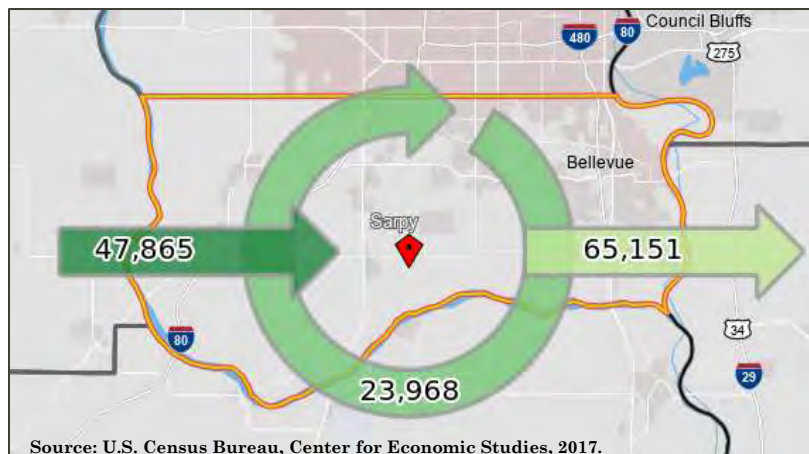 Council Bluffs
480
80
275
Bellevue
Sarpy
47,865
65,151
80
34
29
23,968
Source: U.S. Census Bureau, Center for Economic Studies, 2017.